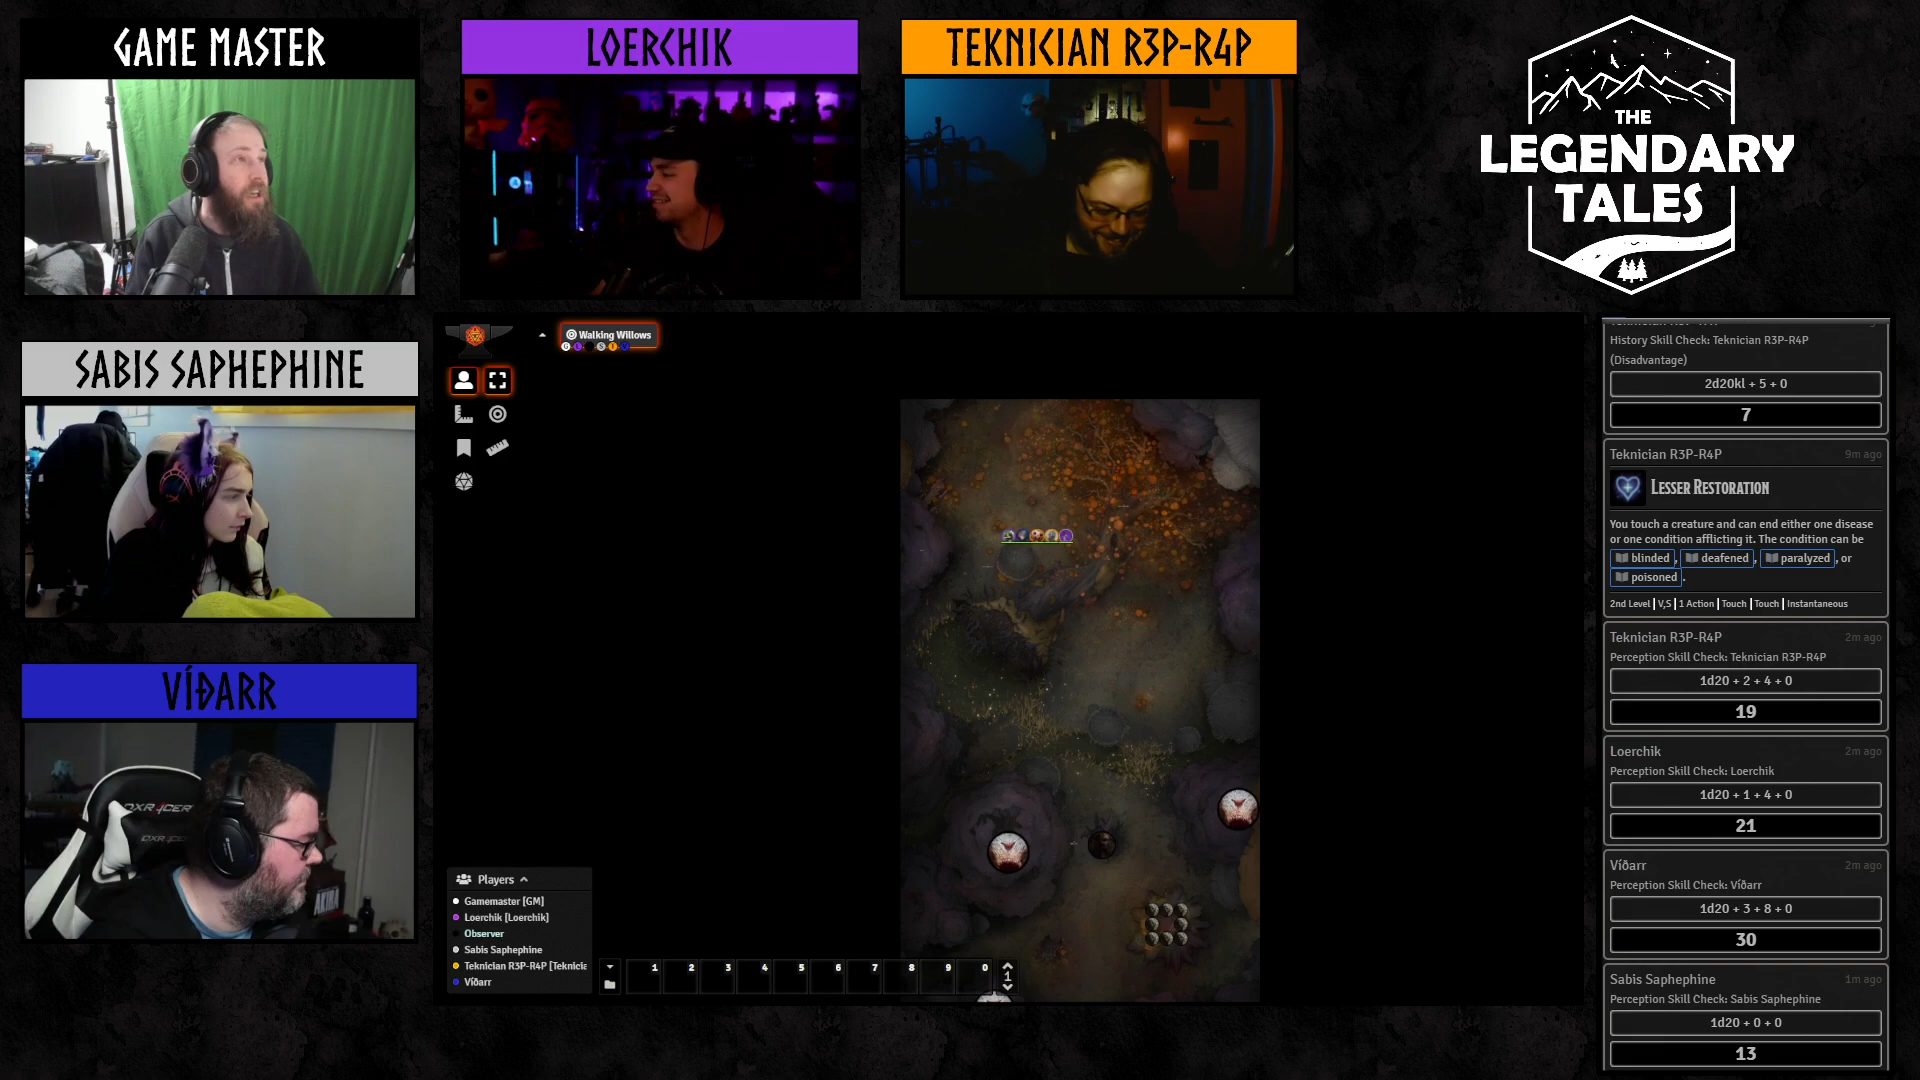 GAME MASTER
LOERCHIK
TEKNICIAN R3P-R4P
THE
LEGENDARY
TALES
SABIS SAPHEPHINE
VÍÐARR
DXRACER
AKIRA
Walking Willows
G L S T V
Players
Gamemaster [GM]
Loerchik [Loerchik]
Observer
Sabis Saphephine
Teknician R3P-R4P [Teknicia
Víðarr
1 2 3 4 5 6 7 8 9 0
1
History Skill Check: Teknician R3P-R4P
(Disadvantage)
2d20kl + 5 + 0
7
Teknician R3P-R4P 9m ago
LESSER RESTORATION
You touch a creature and can end either one disease
or one condition afflicting it. The condition can be
blinded, deafened, paralyzed, or
poisoned.
2nd Level | V,S | 1 Action | Touch | Touch | Instantaneous
Teknician R3P-R4P 2m ago
Perception Skill Check: Teknician R3P-R4P
1d20 + 2 + 4 + 0
19
Loerchik 2m ago
Perception Skill Check: Loerchik
1d20 + 1 + 4 + 0
21
Víðarr 2m ago
Perception Skill Check: Víðarr
1d20 + 3 + 8 + 0
30
Sabis Saphephine 1m ago
Perception Skill Check: Sabis Saphephine
1d20 + 0 + 0
13